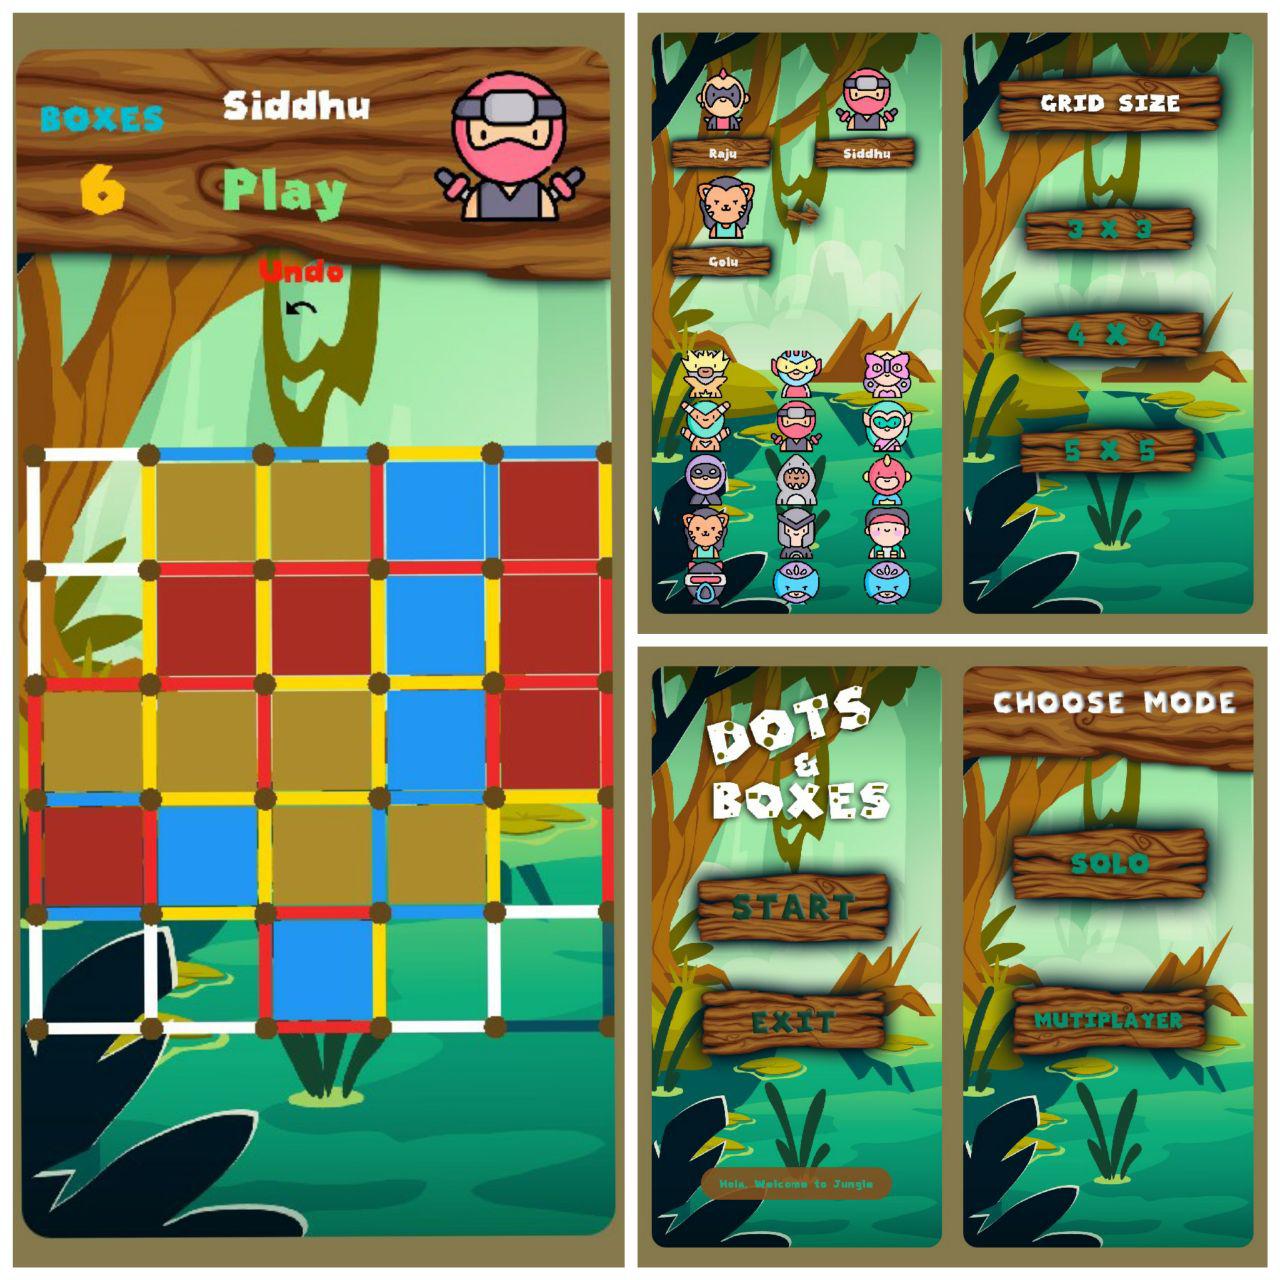 BOXES
Siddhu
6
Play
Undo
Raju
Siddhu
Golu
GRID SIZE
3 X 3
4 X 4
5 X 5
DOTS
&
BOXES
START
EXIT
Hola, Welcome to Jungle
CHOOSE MODE
SOLO
MUTIPLAYER